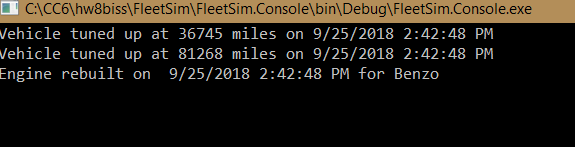 C:\CC6\hw8biss\FleetSim\FleetSim.Console\bin\Debug\FleetSim.Console.exe
Vehicle tuned up at 36745 miles on 9/25/2018 2:42:48 PM
Vehicle tuned up at 81268 miles on 9/25/2018 2:42:48 PM
Engine rebuilt on  9/25/2018 2:42:48 PM for Benzo